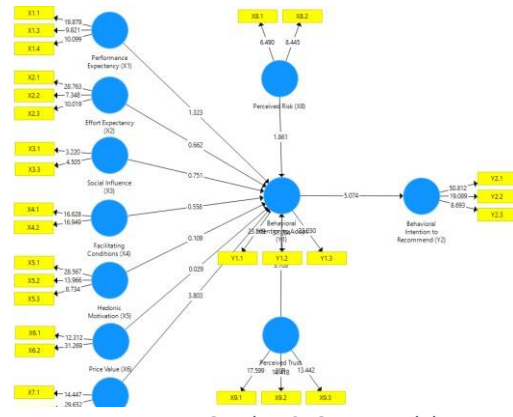 X1.1
X1.3
X1.4
18.878
9.821
10.099
Performance
Expectancy (X1)
X2.1
X2.2
X2.3
28.763
7.348
10.019
Effort Expectancy
(X2)
X3.1
X3.3
3.220
4.505
Social Influence
(X3)
X4.1
X4.2
16.628
16.949
Facilitating
Conditions (X4)
X5.1
X5.2
X5.3
28.567
13.966
8.734
Hedonic
Motivation (X5)
X6.1
X6.2
12.312
31.269
Price Value (X6)
X7.1
14.447
29.652
1.323
0.662
0.751
0.558
0.109
0.029
3.803
X8.1
X8.2
6.490
8.445
Perceived Risk (X8)
1.861
Behavioral
(Y1)
Y1.1
Y1.2
Y1.3
5.074
Behavioral
Intention to
Recommend (Y2)
50.812
19.089
8.693
Y2.1
Y2.2
Y2.3
Perceived Trust
17.599
13.442
X9.1
X9.2
X9.3